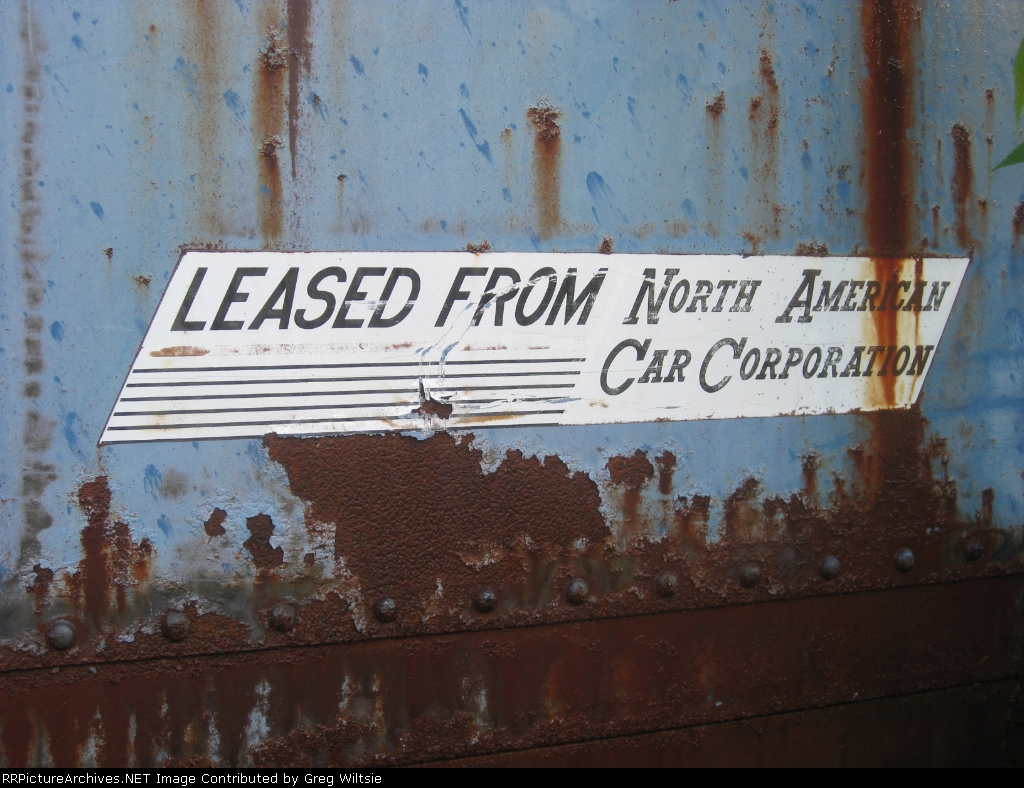 LEASED FROM NORTH AMERICAN
CAR CORPORATION
RRPictureArchives.NET Image Contributed by Greg Wiltsie